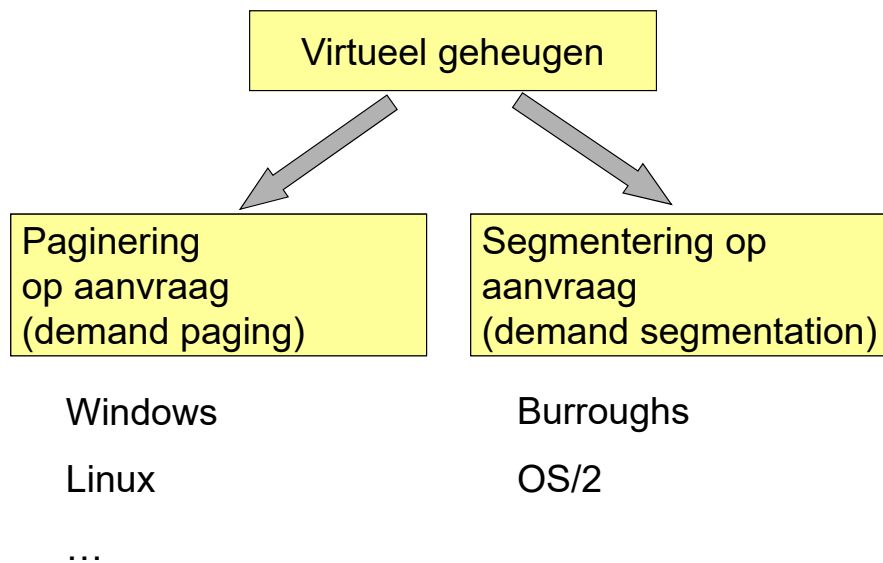 Virtueel geheugen
Paginering
op aanvraag
(demand paging)
Segmentering op
aanvraag
(demand segmentation)
Windows
Linux
…
Burroughs
OS/2